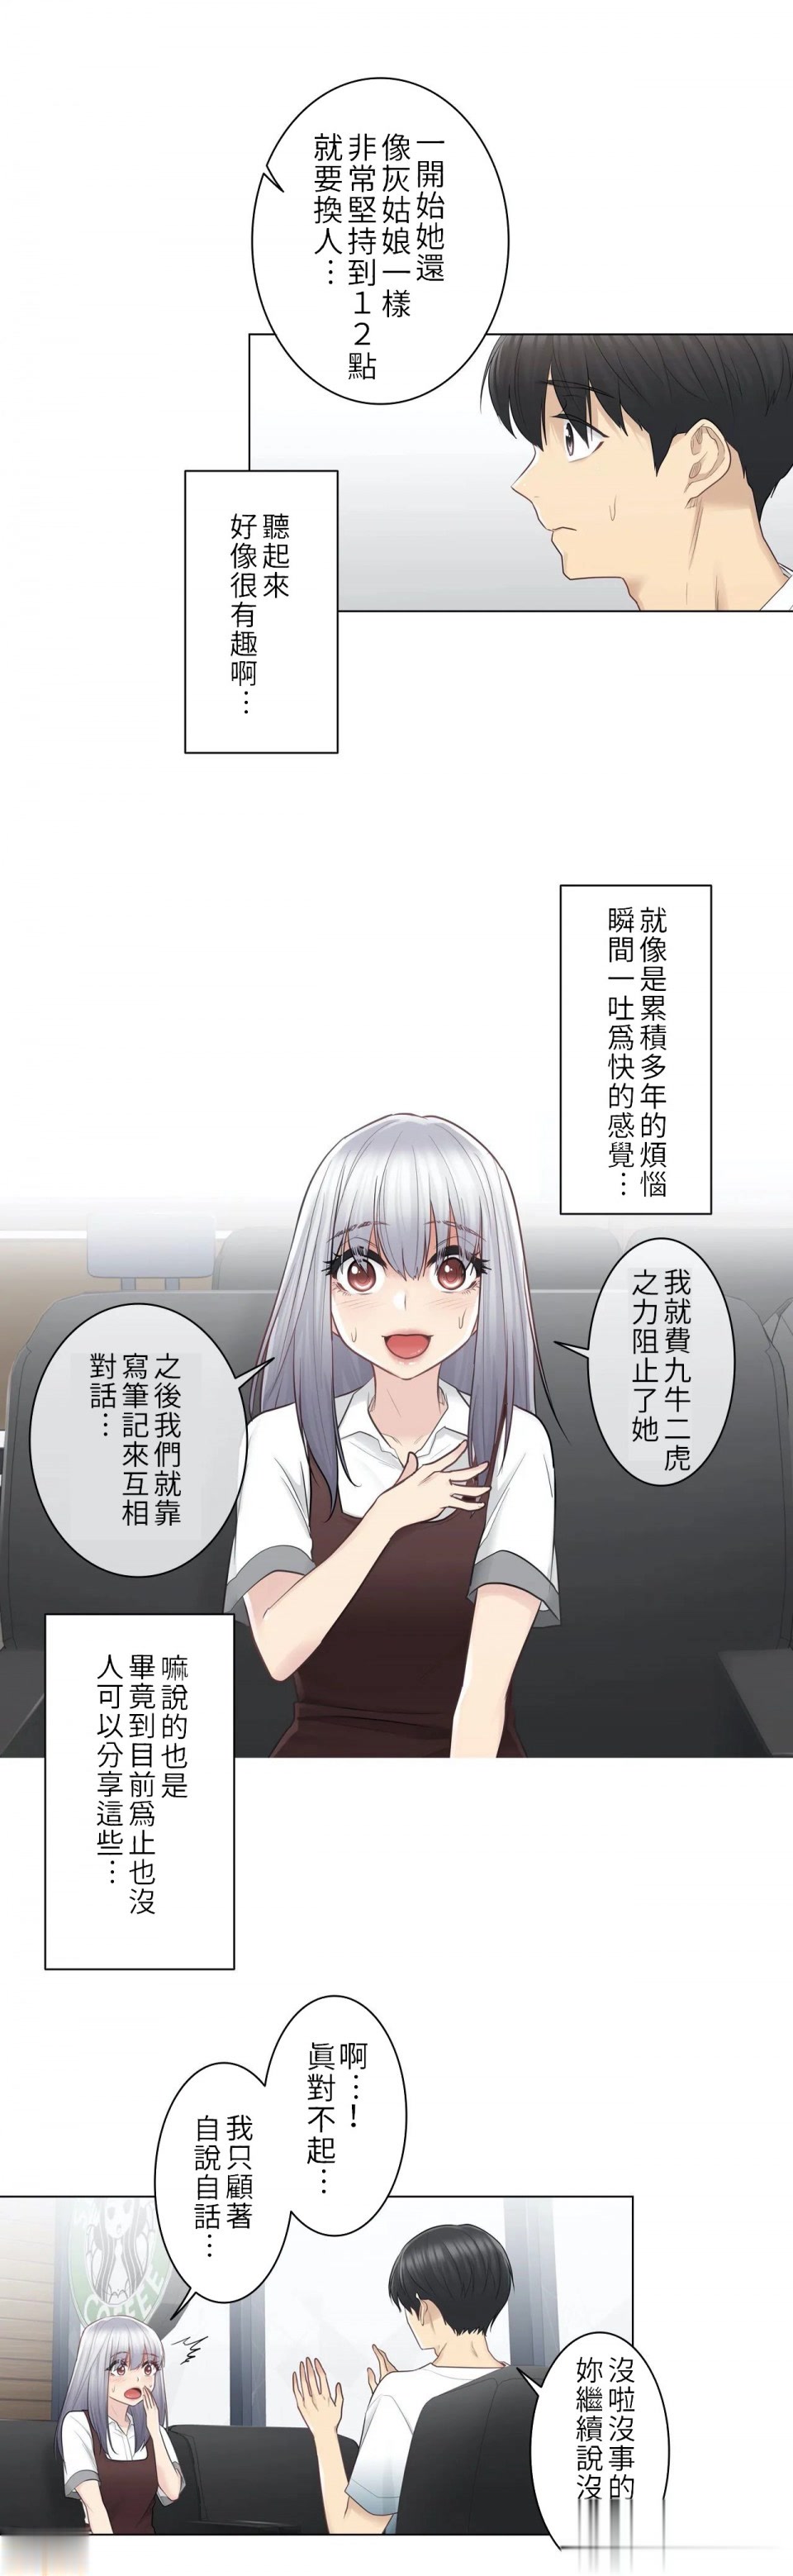 一開始她還
像灰姑娘一樣
非常堅持到12點
就要換人…
聽起來
好像很有趣啊…
就像是累積多年的煩惱
瞬間一吐爲快的感覺…
我就費九牛二虎
之力阻止了她
之後我們就靠
寫筆記來互相
對話…
嘛說的也是
畢竟到目前爲止也沒
人可以分享這些…
啊…！
眞對不起…
我只顧著
自說自話…
COFFEE
沒啦沒事的
妳繼續說沒